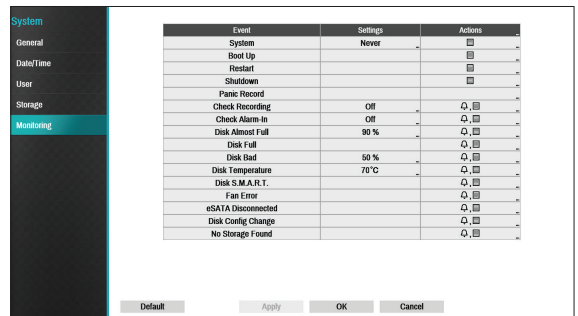 System
General
Date/Time
User
Storage
Monitoring
Event Settings Actions
System Never
Boot Up
Restart
Shutdown
Panic Record
Check Recording Off
Check Alarm-In Off
Disk Almost Full 90 %
Disk Full
Disk Bad 50 %
Disk Temperature 70°C
Disk S.M.A.R.T.
Fan Error
eSATA Disconnected
Disk Config Change
No Storage Found
Default Apply OK Cancel